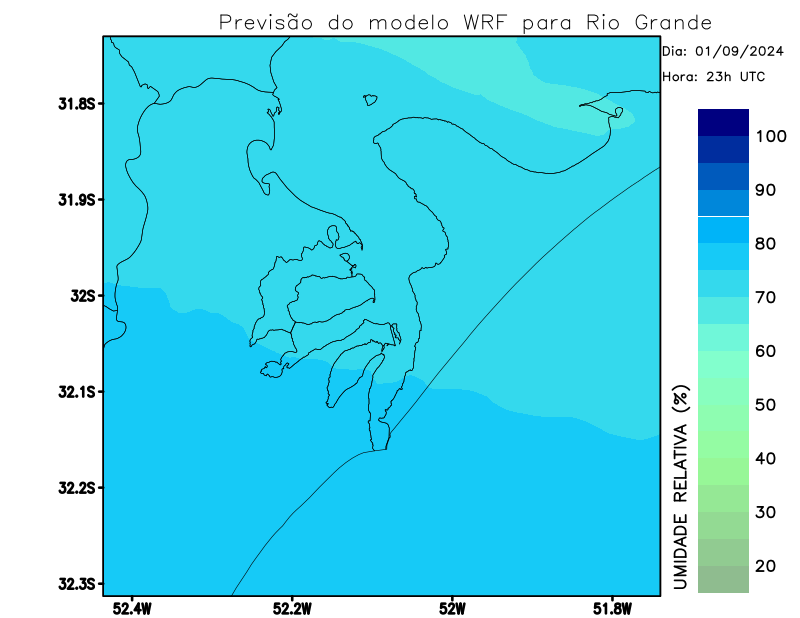 Previsão do modelo WRF para Rio Grande
Dia: 01/09/2024
Hora: 23h UTC
31.8S
31.9S
32S
32.1S
32.2S
32.3S
52.4W
52.2W
52W
51.8W
UMIDADE RELATIVA (%)
100
90
80
70
60
50
40
30
20